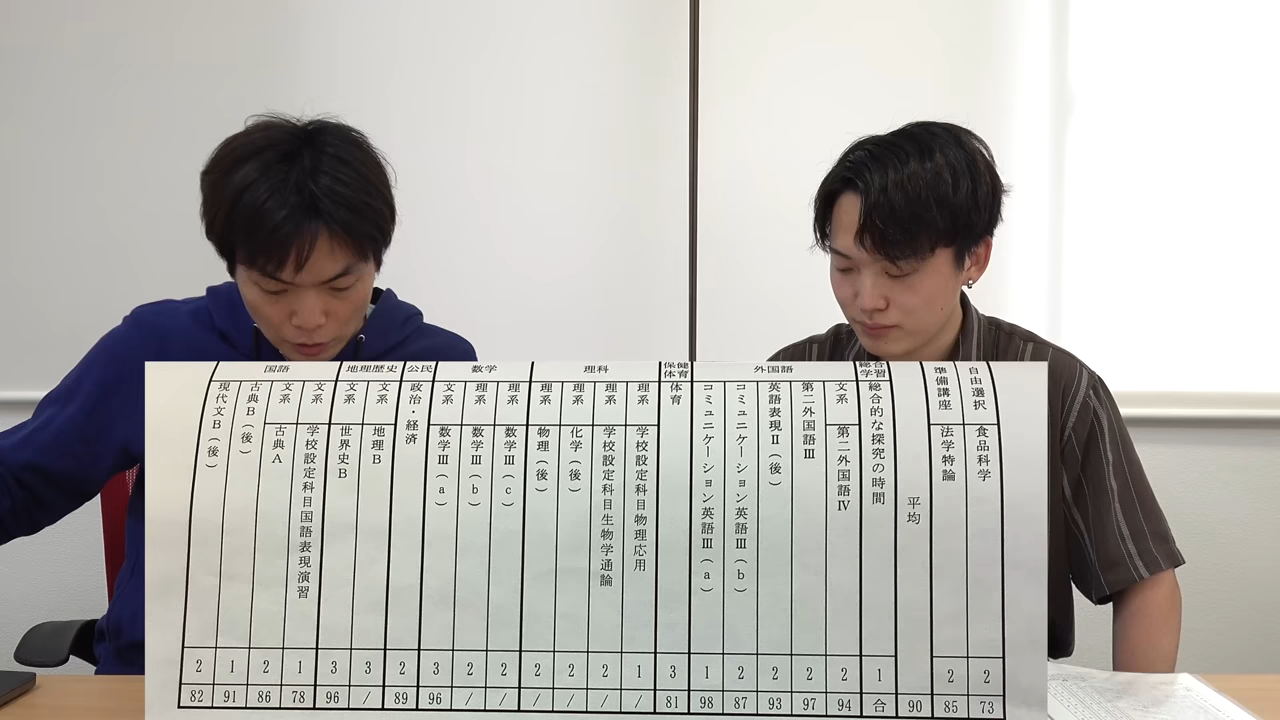 国語
地理歴史
公民
数学
理科
保健体育
外国語
総合学習
準備講座
自由選択
現代文B（後）
古典B（後）
文系
古典A
文系
学校設定科目国語表現演習
文系
世界史B
文系
地理B
政治・経済
文系
数学Ⅲ（a）
理系
数学Ⅲ（b）
理系
数学Ⅲ（c）
理系
物理（後）
理系
化学（後）
理系
学校設定科目生物学通論
理系
学校設定科目物理応用
体育
コミュニケーション英語Ⅲ（a）
コミュニケーション英語Ⅲ（b）
英語表現Ⅱ（後）
第二外国語Ⅲ
文系
第二外国語Ⅳ
総合的な探究の時間
平均
法学特論
食品科学
2 1 2 1 3 3 2 3 2 2 2 2 2 1 3 1 2 2 2 2 1 2 2
82 91 86 78 96 / 89 96 / / / / / / 81 98 87 93 97 94 合 90 85 73